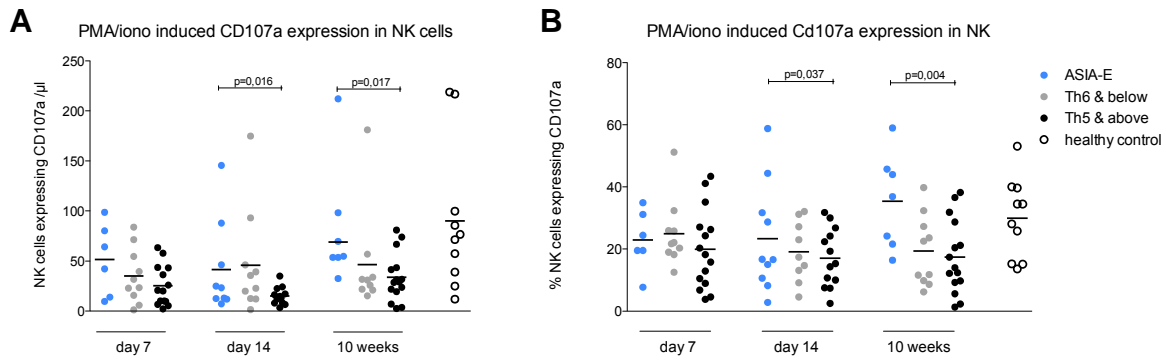 A
PMA/iono induced CD107a expression in NK cells
NK cells expressing CD107a /µl
250
200
150
100
50
0
p=0,016
p=0,017
day 7
day 14
10 weeks
B
PMA/iono induced Cd107a expression in NK
% NK cells expressing CD107a
80
60
40
20
0
p=0,037
p=0,004
day 7
day 14
10 weeks
ASIA-E
Th6 & below
Th5 & above
healthy control